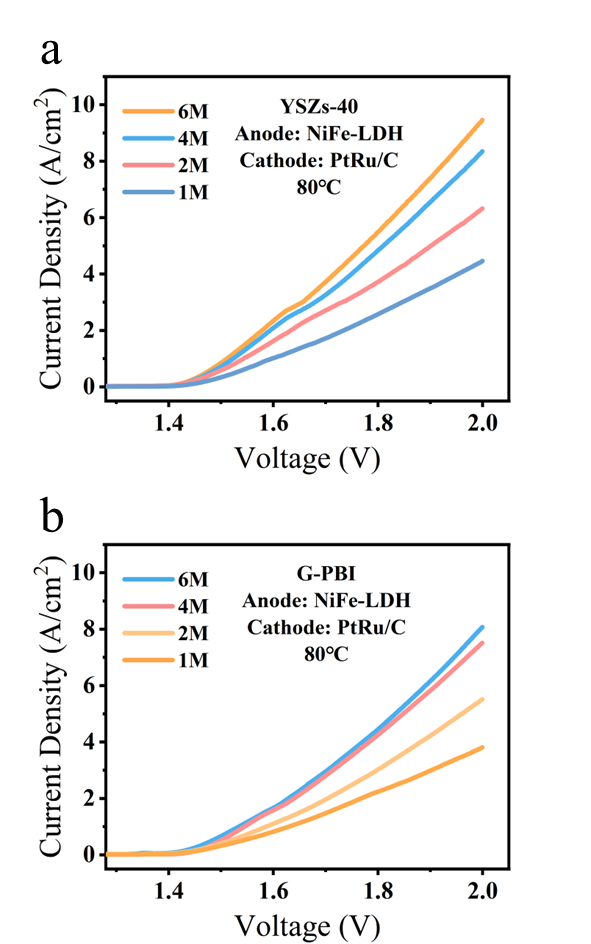 a
Current Density (A/cm²)
10
8
6
4
2
0
6M
4M
2M
1M
YSZs-40
Anode: NiFe-LDH
Cathode: PtRu/C
80℃
1.4
1.6
1.8
2.0
Voltage (V)
b
Current Density (A/cm²)
10
8
6
4
2
0
6M
4M
2M
1M
G-PBI
Anode: NiFe-LDH
Cathode: PtRu/C
80℃
1.4
1.6
1.8
2.0
Voltage (V)